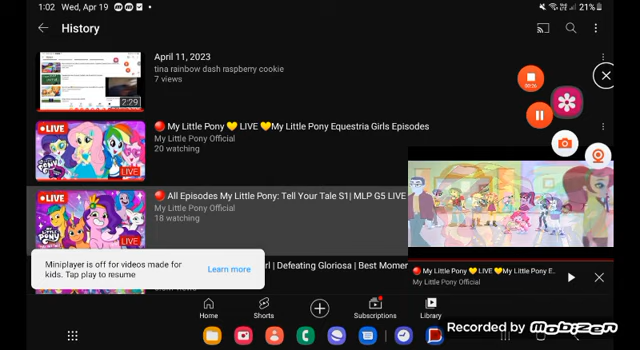 1:02 Wed, Apr 19
21%
History
April 11, 2023
tina rainbow dash raspberry cookie
7 views
2:29
LIVE
🔴 My Little Pony 💛 LIVE 💛My Little Pony Equestria Girls Episodes
My Little Pony Official
20 watching
LIVE
LIVE
🔴 All Episodes My Little Pony: Tell Your Tale S1| MLP G5 LIVE
My Little Pony Official
18 watching
LIVE
Miniplayer is off for videos made for
kids. Tap play to resume
Learn more
rl | Defeating Gloriosa | Best Momer
🔴 My Little Pony 💛 LIVE 💛My Little Pony E...
My Little Pony Official
Home
Shorts
Subscriptions
Library
Recorded by mobizen